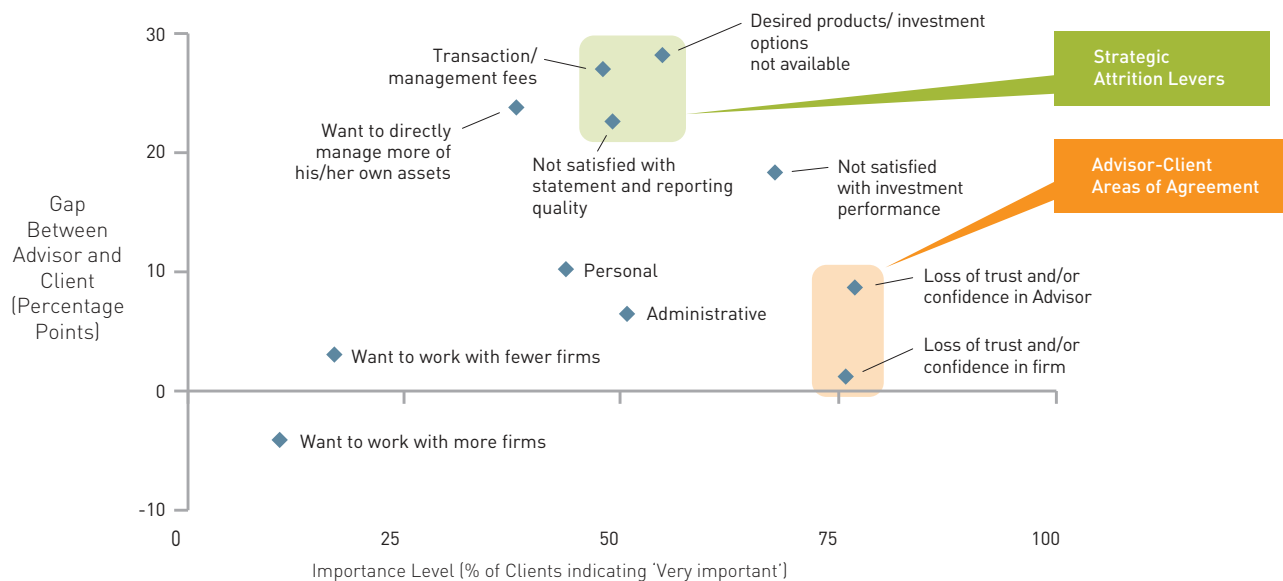 30
20
10
0
-10
Gap
Between
Advisor and
Client
(Percentage
Points)
Transaction/
management fees
Desired products/ investment
options
not available
Want to directly
manage more of
his/her own assets
Not satisfied with
statement and reporting
quality
Not satisfied
with investment
performance
Personal
Administrative
Loss of trust and/or
confidence in Advisor
Loss of trust and/or
confidence in firm
Want to work with fewer firms
Want to work with more firms
Strategic
Attrition Levers
Advisor-Client
Areas of Agreement
0
25
50
75
100
Importance Level (% of Clients indicating ‘Very important’)